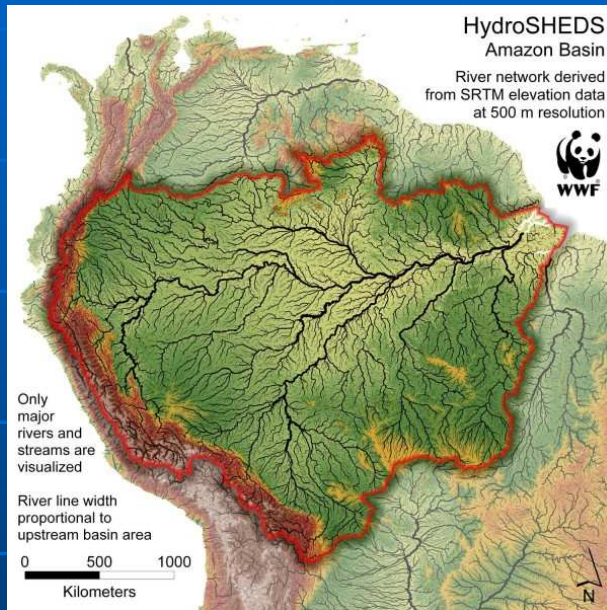 HydroSHEDS
Amazon Basin
River network derived
from SRTM elevation data
at 500 m resolution
WWF
Only
major
rivers and
streams are
visualized
River line width
proportional to
upstream basin area
0 500 1000
Kilometers
N